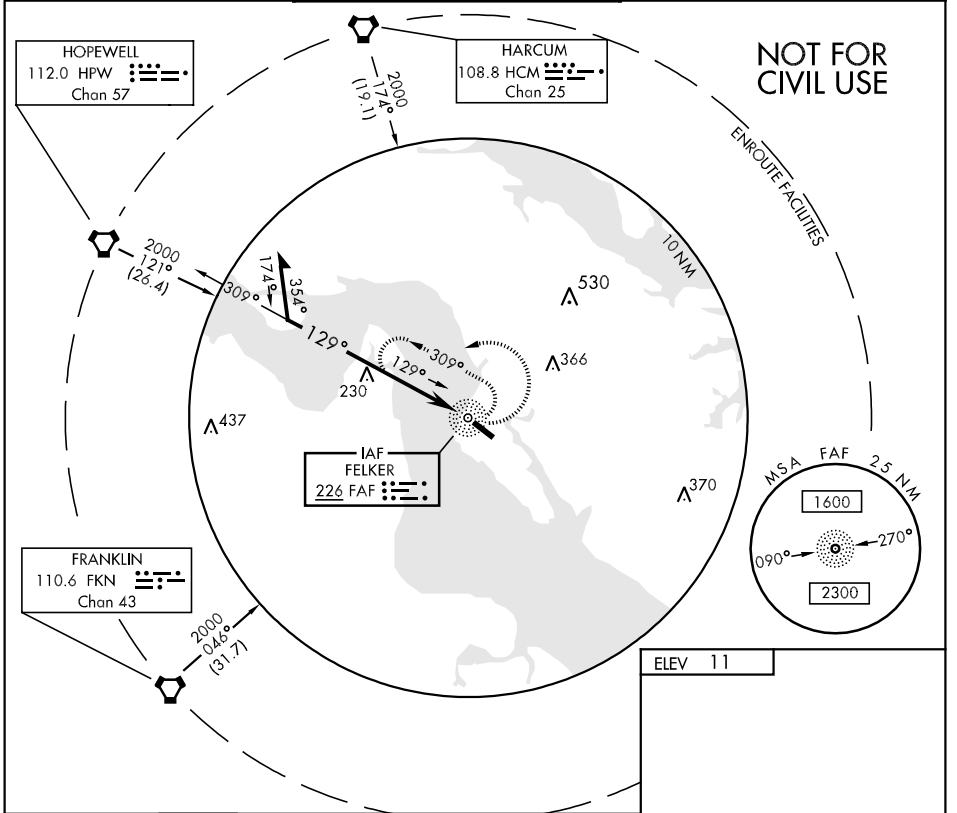 HOPEWELL
112.0 HPW
Chan 57
HARCUM
108.8 HCM
Chan 25
NOT FOR
CIVIL USE
2000
174°
(19.1)
ENROUTE FACILITIES
10 NM
2000
121°
(26.4)
309°
174°
354°
129°
530
309°
129°
366
230
437
IAF
FELKER
226 FAF
370
MSA FAF 25 NM
1600
090°
270°
2300
FRANKLIN
110.6 FKN
Chan 43
2000
046°
(31.7)
ELEV 11